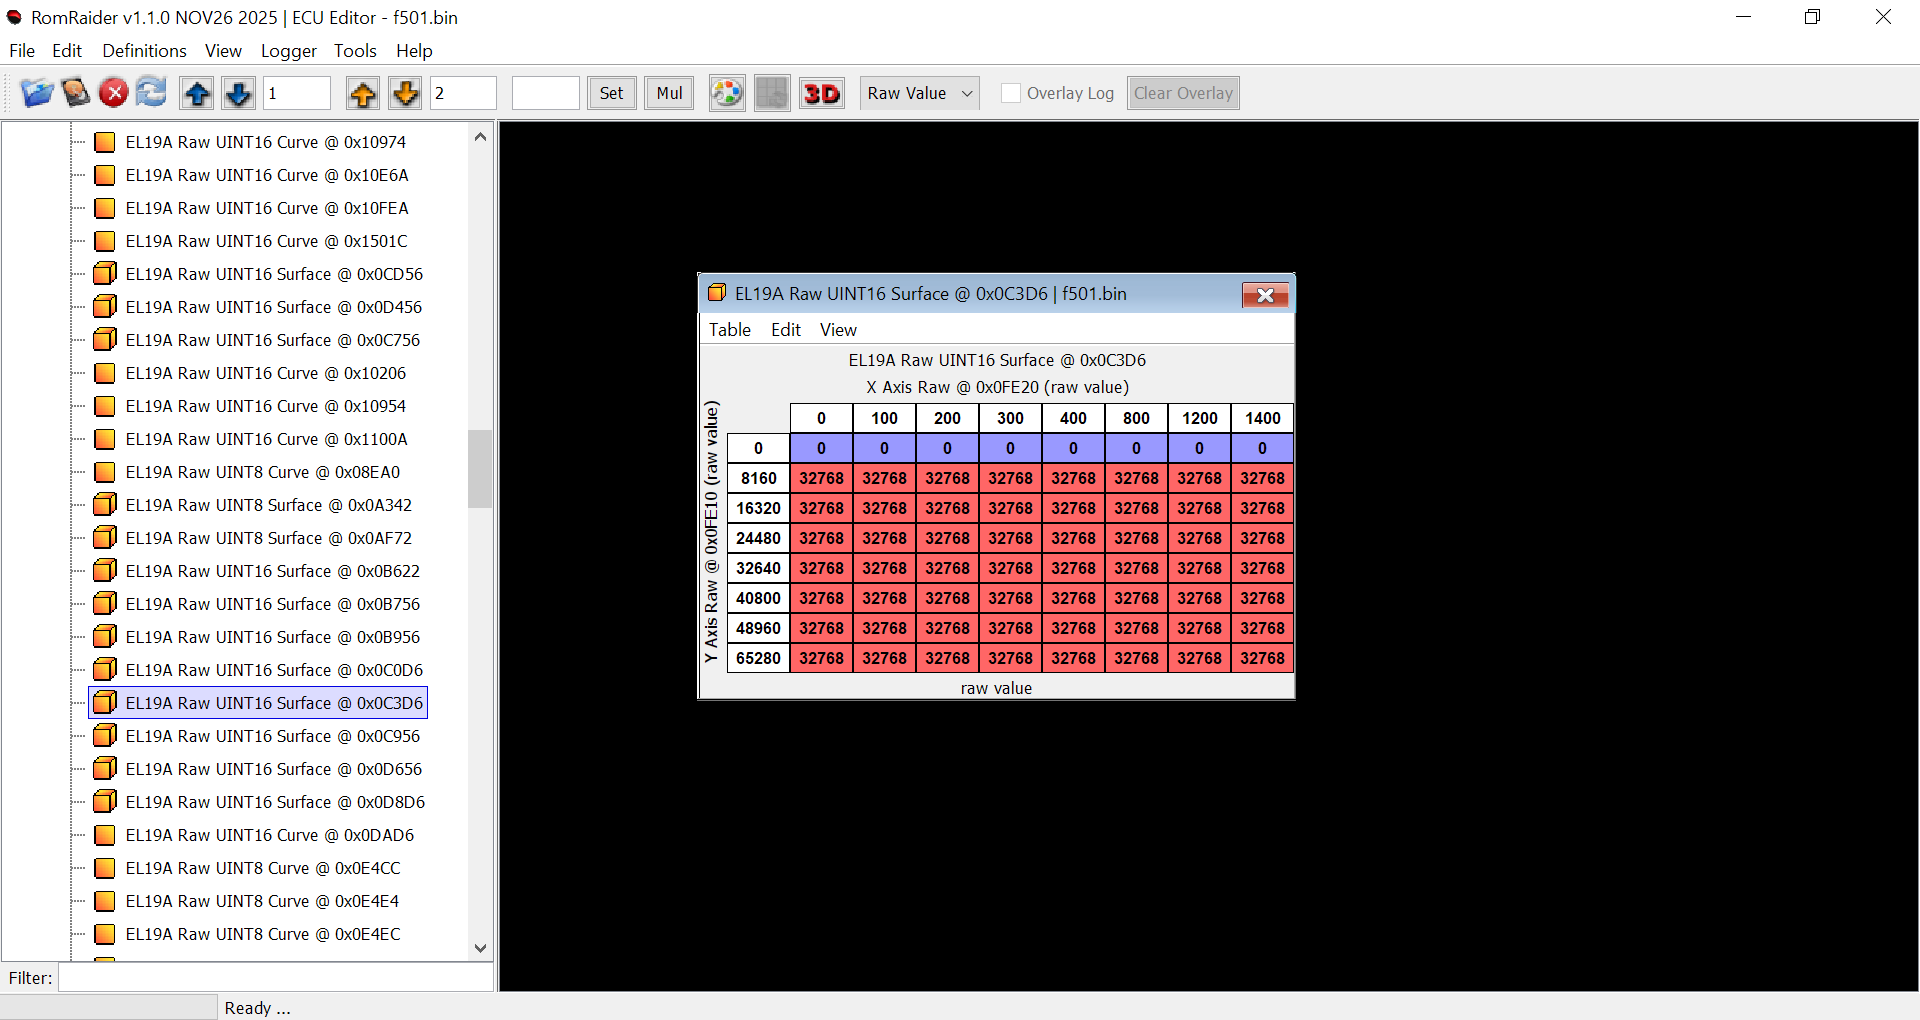 RomRaider v1.1.0 NOV26 2025 | ECU Editor - f501.bin
File Edit Definitions View Logger Tools Help
1 2 Set Mul 3D Raw Value Overlay Log Clear Overlay
EL19A Raw UINT16 Curve @ 0x10974
EL19A Raw UINT16 Curve @ 0x10E6A
EL19A Raw UINT16 Curve @ 0x10FEA
EL19A Raw UINT16 Curve @ 0x1501C
EL19A Raw UINT16 Surface @ 0x0CD56
EL19A Raw UINT16 Surface @ 0x0D456
EL19A Raw UINT16 Surface @ 0x0C756
EL19A Raw UINT16 Curve @ 0x10206
EL19A Raw UINT16 Curve @ 0x10954
EL19A Raw UINT16 Curve @ 0x1100A
EL19A Raw UINT8 Curve @ 0x08EA0
EL19A Raw UINT8 Surface @ 0x0A342
EL19A Raw UINT8 Surface @ 0x0AF72
EL19A Raw UINT16 Surface @ 0x0B622
EL19A Raw UINT16 Surface @ 0x0B756
EL19A Raw UINT16 Surface @ 0x0B956
EL19A Raw UINT16 Surface @ 0x0C0D6
EL19A Raw UINT16 Surface @ 0x0C3D6
EL19A Raw UINT16 Surface @ 0x0C956
EL19A Raw UINT16 Surface @ 0x0D656
EL19A Raw UINT16 Surface @ 0x0D8D6
EL19A Raw UINT16 Curve @ 0x0DAD6
EL19A Raw UINT8 Curve @ 0x0E4CC
EL19A Raw UINT8 Curve @ 0x0E4E4
EL19A Raw UINT8 Curve @ 0x0E4EC
Filter:
Ready ...
EL19A Raw UINT16 Surface @ 0x0C3D6 | f501.bin
Table Edit View
EL19A Raw UINT16 Surface @ 0x0C3D6
X Axis Raw @ 0x0FE20 (raw value)
Y Axis Raw @ 0x0FE10 (raw value)
0 100 200 300 400 800 1200 1400
0 0 0 0 0 0 0 0 0
8160 32768 32768 32768 32768 32768 32768 32768 32768
16320 32768 32768 32768 32768 32768 32768 32768 32768
24480 32768 32768 32768 32768 32768 32768 32768 32768
32640 32768 32768 32768 32768 32768 32768 32768 32768
40800 32768 32768 32768 32768 32768 32768 32768 32768
48960 32768 32768 32768 32768 32768 32768 32768 32768
65280 32768 32768 32768 32768 32768 32768 32768 32768
raw value